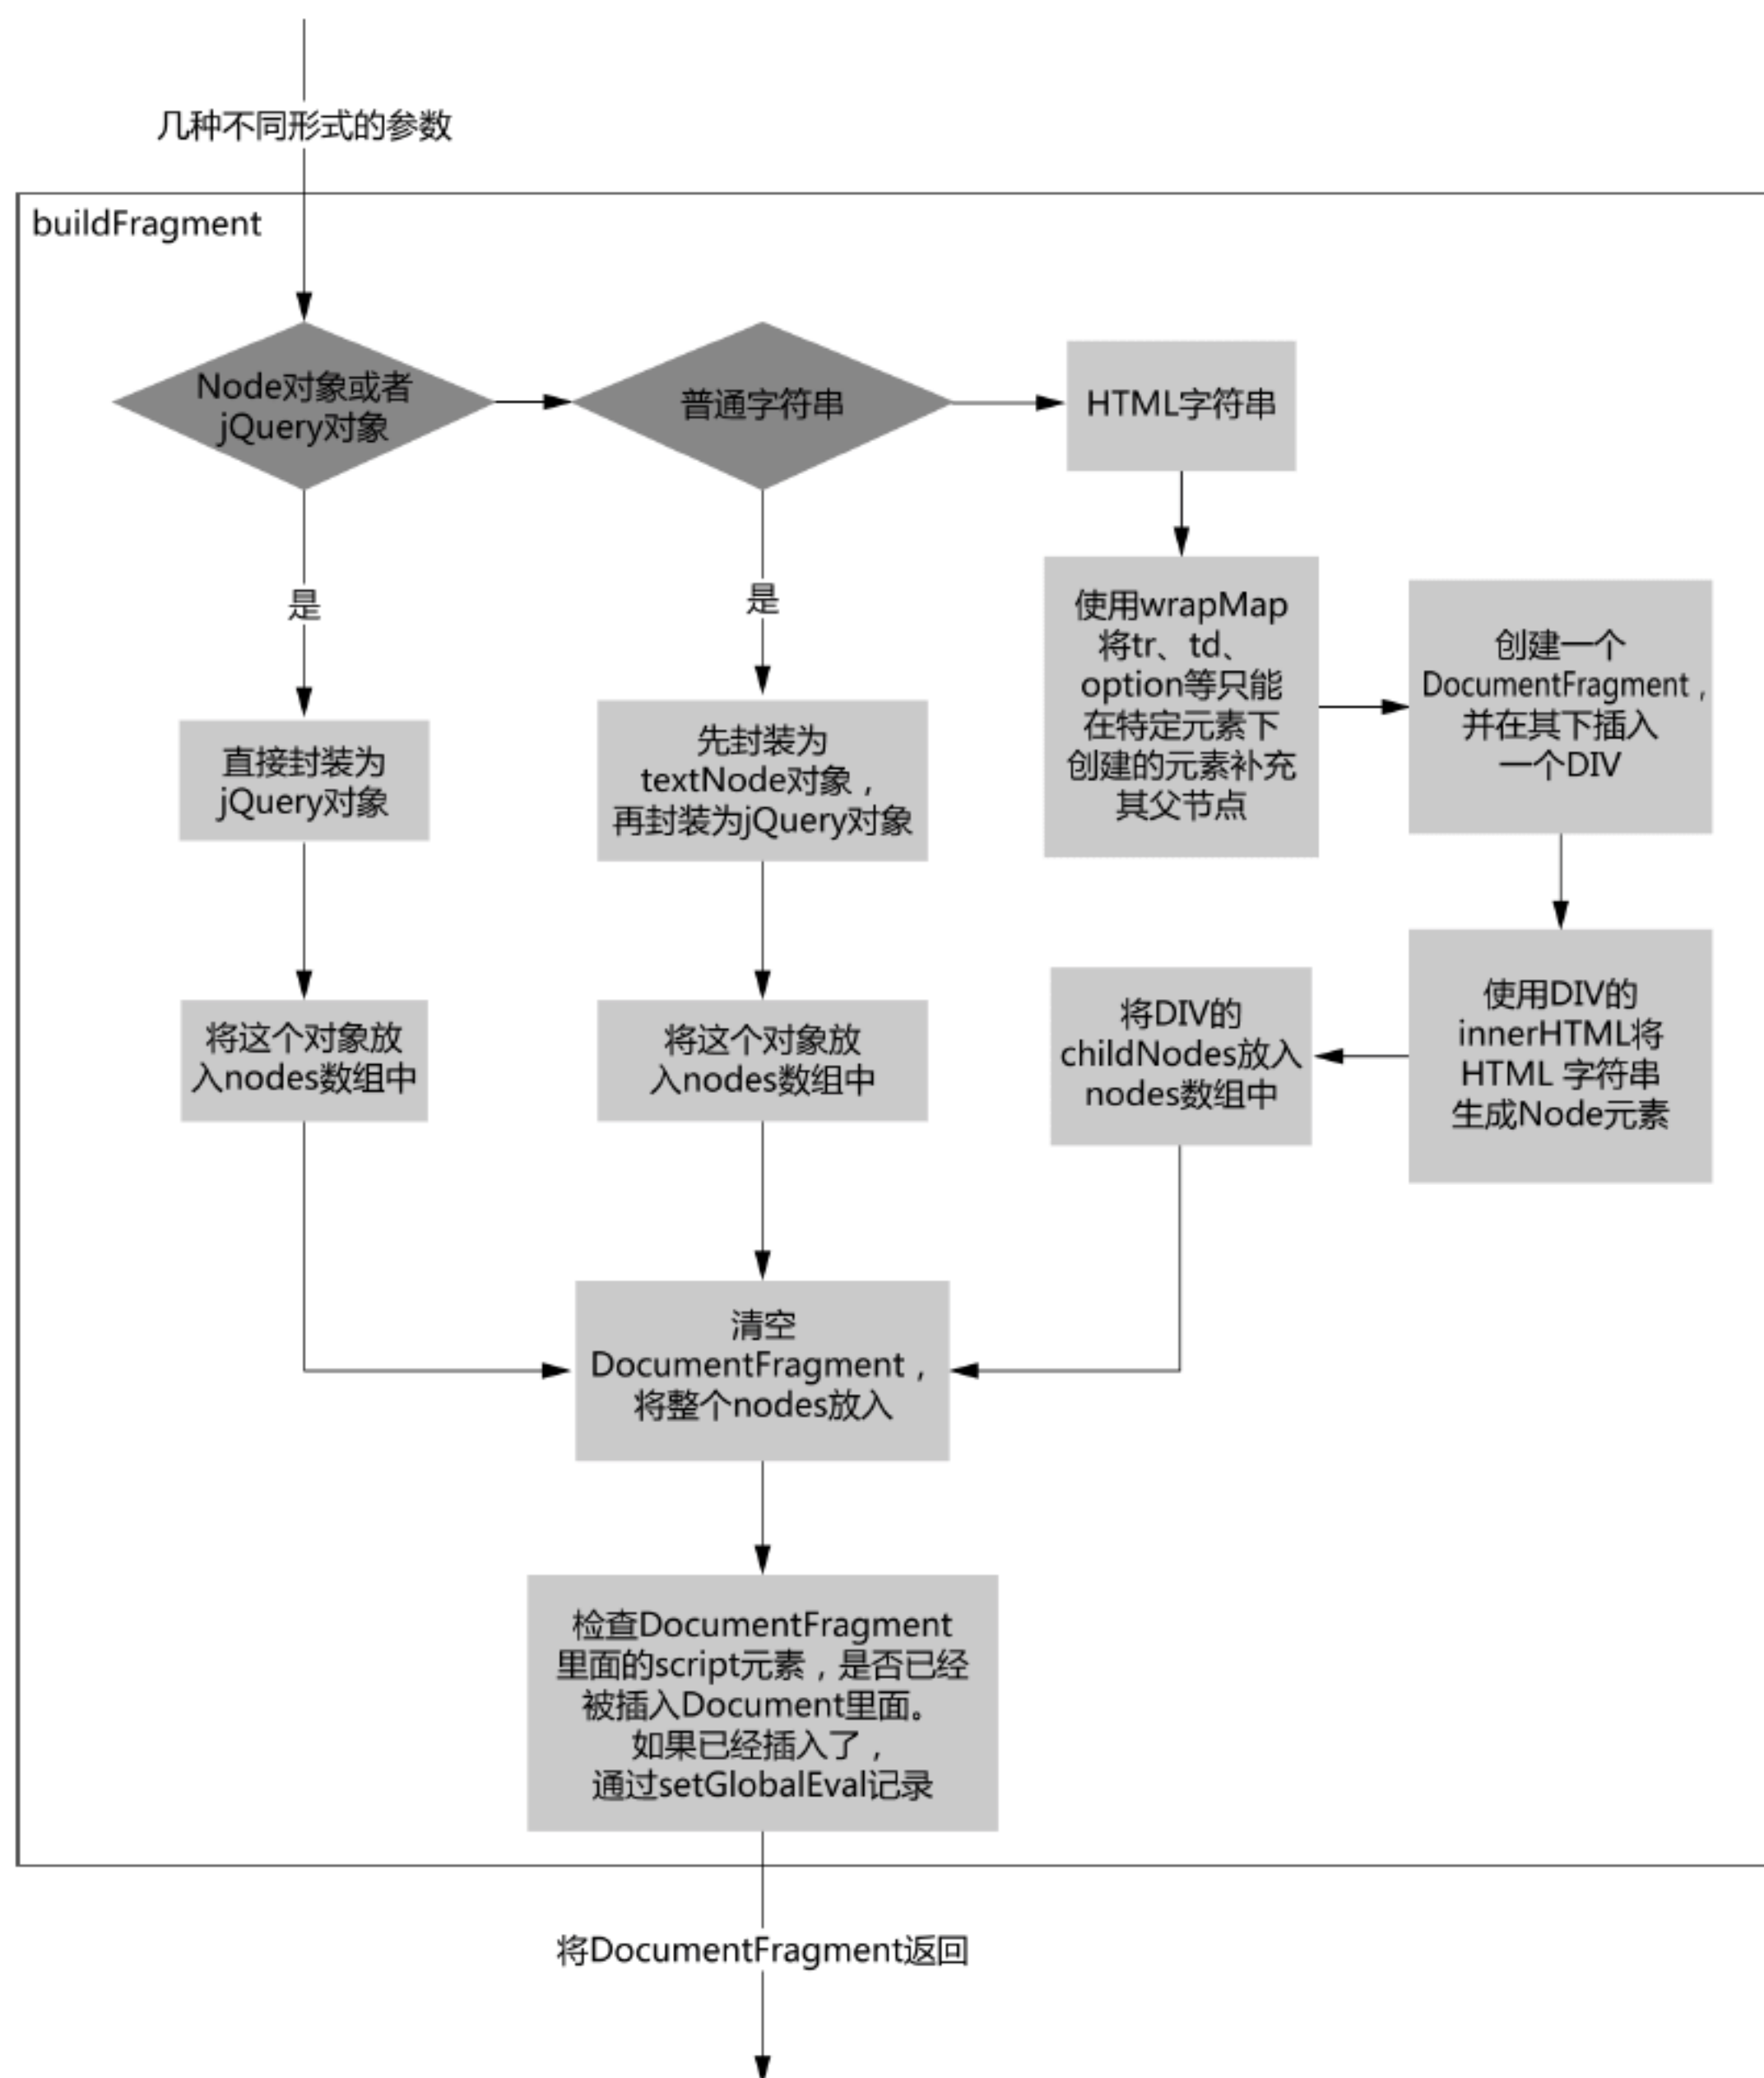 几种不同形式的参数
buildFragment
Node对象或者
jQuery对象
普通字符串
HTML字符串
是
是
直接封装为
jQuery对象
先封装为
textNode对象，
再封装为jQuery对象
使用wrapMap
将tr、td、
option等只能
在特定元素下
创建的元素补充
其父节点
创建一个
DocumentFragment，
并在其下插入
一个DIV
将这个对象放
入nodes数组中
将这个对象放
入nodes数组中
将DIV的
childNodes放入
nodes数组中
使用DIV的
innerHTML将
HTML 字符串
生成Node元素
清空
DocumentFragment，
将整个nodes放入
检查DocumentFragment
里面的script元素，是否已经
被插入Document里面。
如果已经插入了，
通过setGlobalEval记录
将DocumentFragment返回